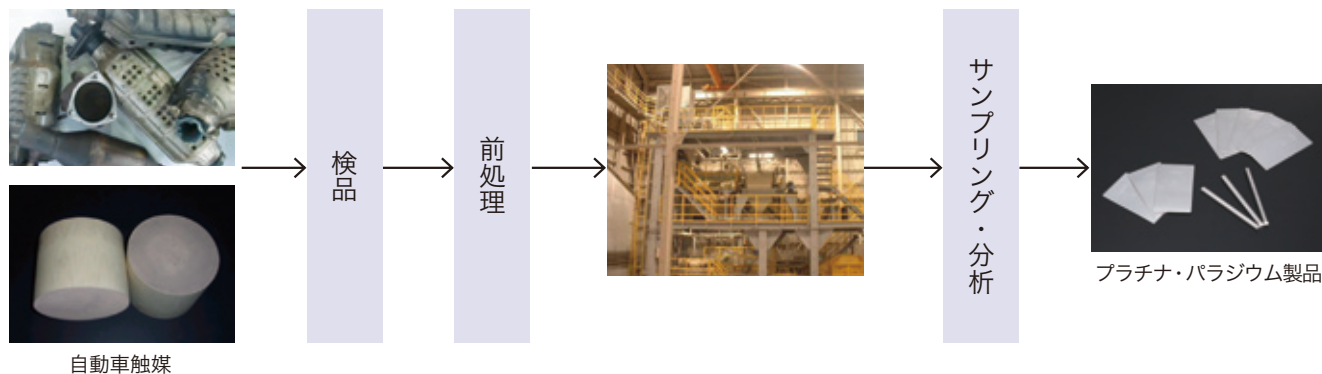 検品
前処理
サンプリング・分析
プラチナ・パラジウム製品
自動車触媒